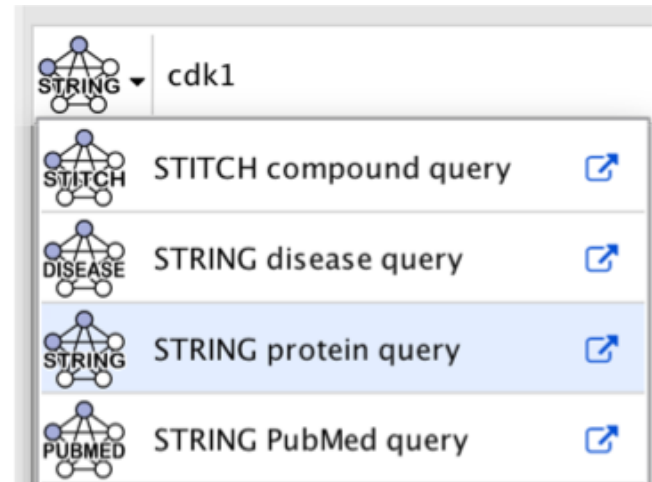 STRING cdk1
STITCH STITCH compound query
DISEASE STRING disease query
STRING STRING protein query
PUBMED STRING PubMed query